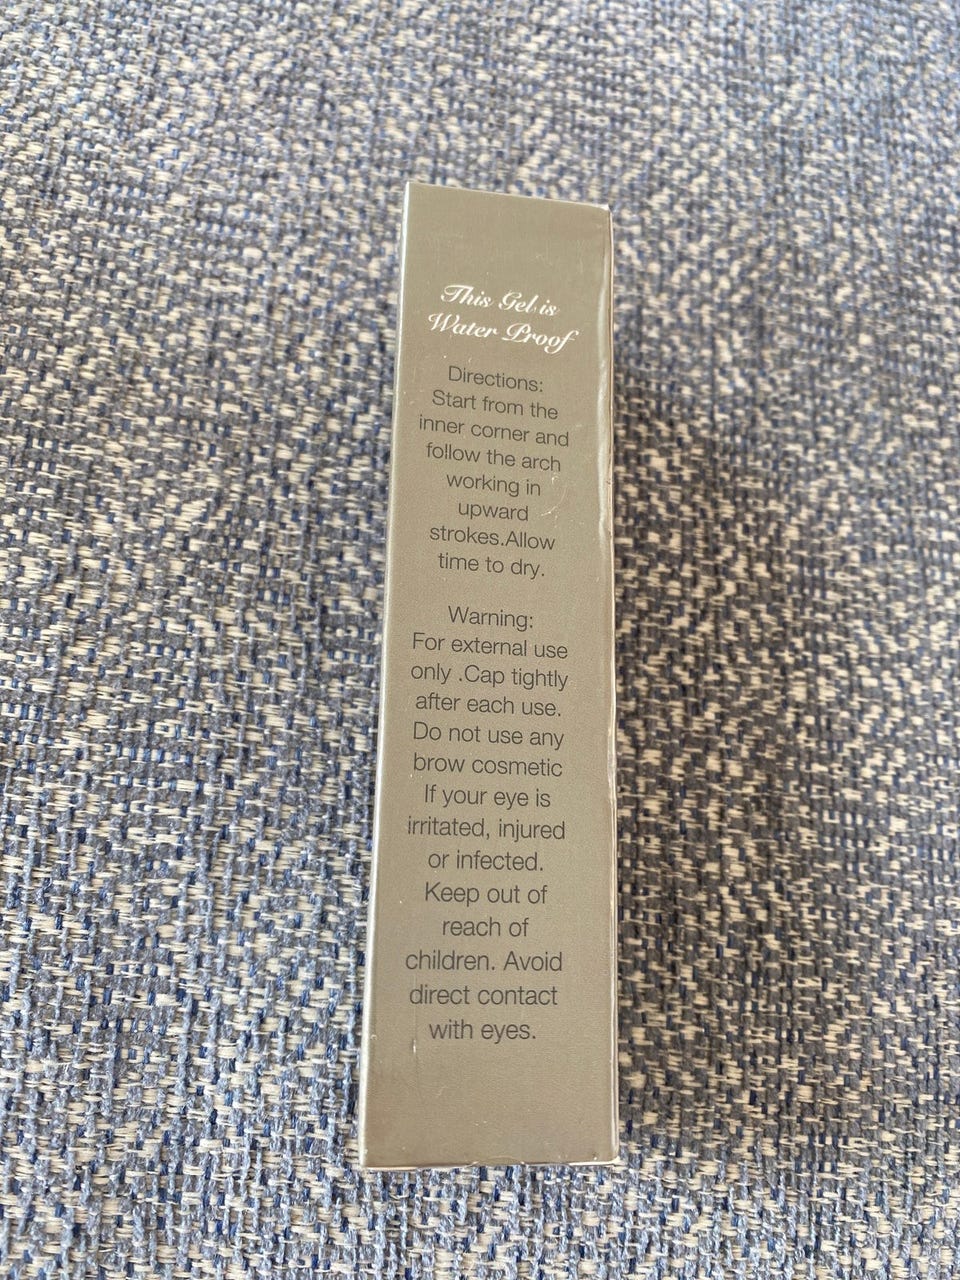 This Gel is
Water Proof
Directions:
Start from the
inner corner and
follow the arch
working in
upward
strokes.Allow
time to dry.
Warning:
For external use
only .Cap tightly
after each use.
Do not use any
brow cosmetic
If your eye is
irritated, injured
or infected.
Keep out of
reach of
children. Avoid
direct contact
with eyes.